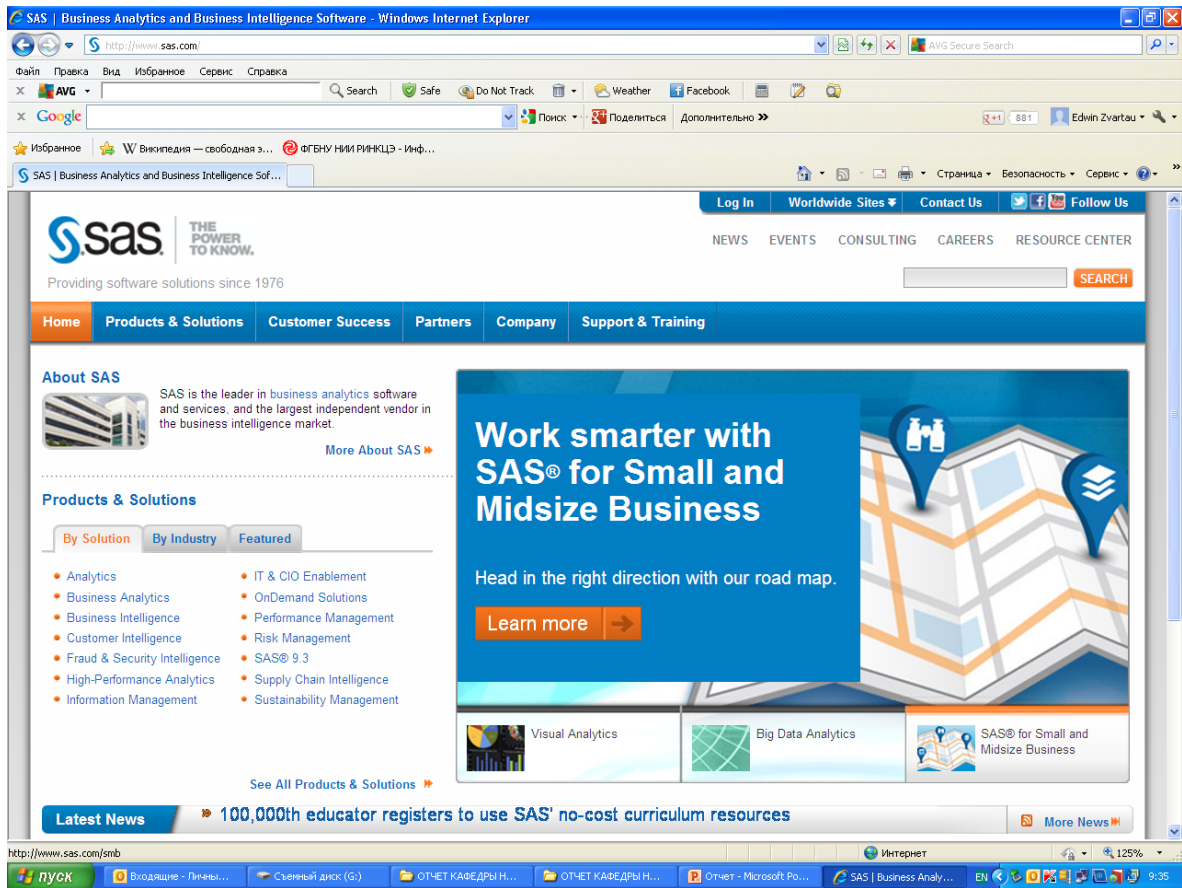 SAS | Business Analytics and Business Intelligence Software - Windows Internet Explorer
http://www.sas.com/
AVG Secure Search
Файл Правка Вид Избранное Сервис Справка
x AVG Search Safe Do Not Track Weather Facebook
x Google Поиск Поделиться Дополнительно » g+1 881 Edwin Zvartau
Избранное W Википедия — свободная э... ФГБНУ НИИ РИНКЦЭ - Инф...
SAS | Business Analytics and Business Intelligence Sof... Страница Безопасность Сервис »
Log In Worldwide Sites Contact Us Follow Us
sas. THE POWER TO KNOW.
NEWS EVENTS CONSULTING CAREERS RESOURCE CENTER
Providing software solutions since 1976
SEARCH
Home Products & Solutions Customer Success Partners Company Support & Training
About SAS
SAS is the leader in business analytics software
and services, and the largest independent vendor in
the business intelligence market.
More About SAS
Products & Solutions
By Solution By Industry Featured
Analytics
Business Analytics
Business Intelligence
Customer Intelligence
Fraud & Security Intelligence
High-Performance Analytics
Information Management
IT & CIO Enablement
OnDemand Solutions
Performance Management
Risk Management
SAS® 9.3
Supply Chain Intelligence
Sustainability Management
See All Products & Solutions
Work smarter with
SAS® for Small and
Midsize Business
Head in the right direction with our road map.
Learn more
Visual Analytics
Big Data Analytics
SAS® for Small and
Midsize Business
Latest News » 100,000th educator registers to use SAS' no-cost curriculum resources More News
http://www.sas.com/smb Интернет 125%
пуск Входящие - Личны... Съемный диск (G:) ОТЧЕТ КАФЕДРЫ Н... ОТЧЕТ КАФЕДРЫ Н... Отчет - Microsoft Po... SAS | Business Analy... EN 9:35